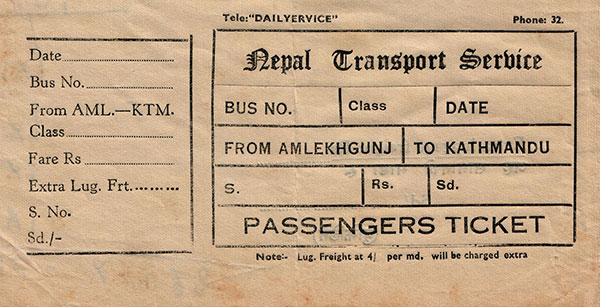 Tele:"DAILYERVICE" Phone: 32.
Date
Bus No.
From AML.—KTM.
Class
Fare Rs
Extra Lug. Frt.
S. No.
Sd./-
Nepal Transport Service
BUS NO. Class DATE
FROM AMLEKHGUNJ TO KATHMANDU
S. Rs. Sd.
PASSENGERS TICKET
Note:- Lug. Freight at 4/ per md. will be charged extra